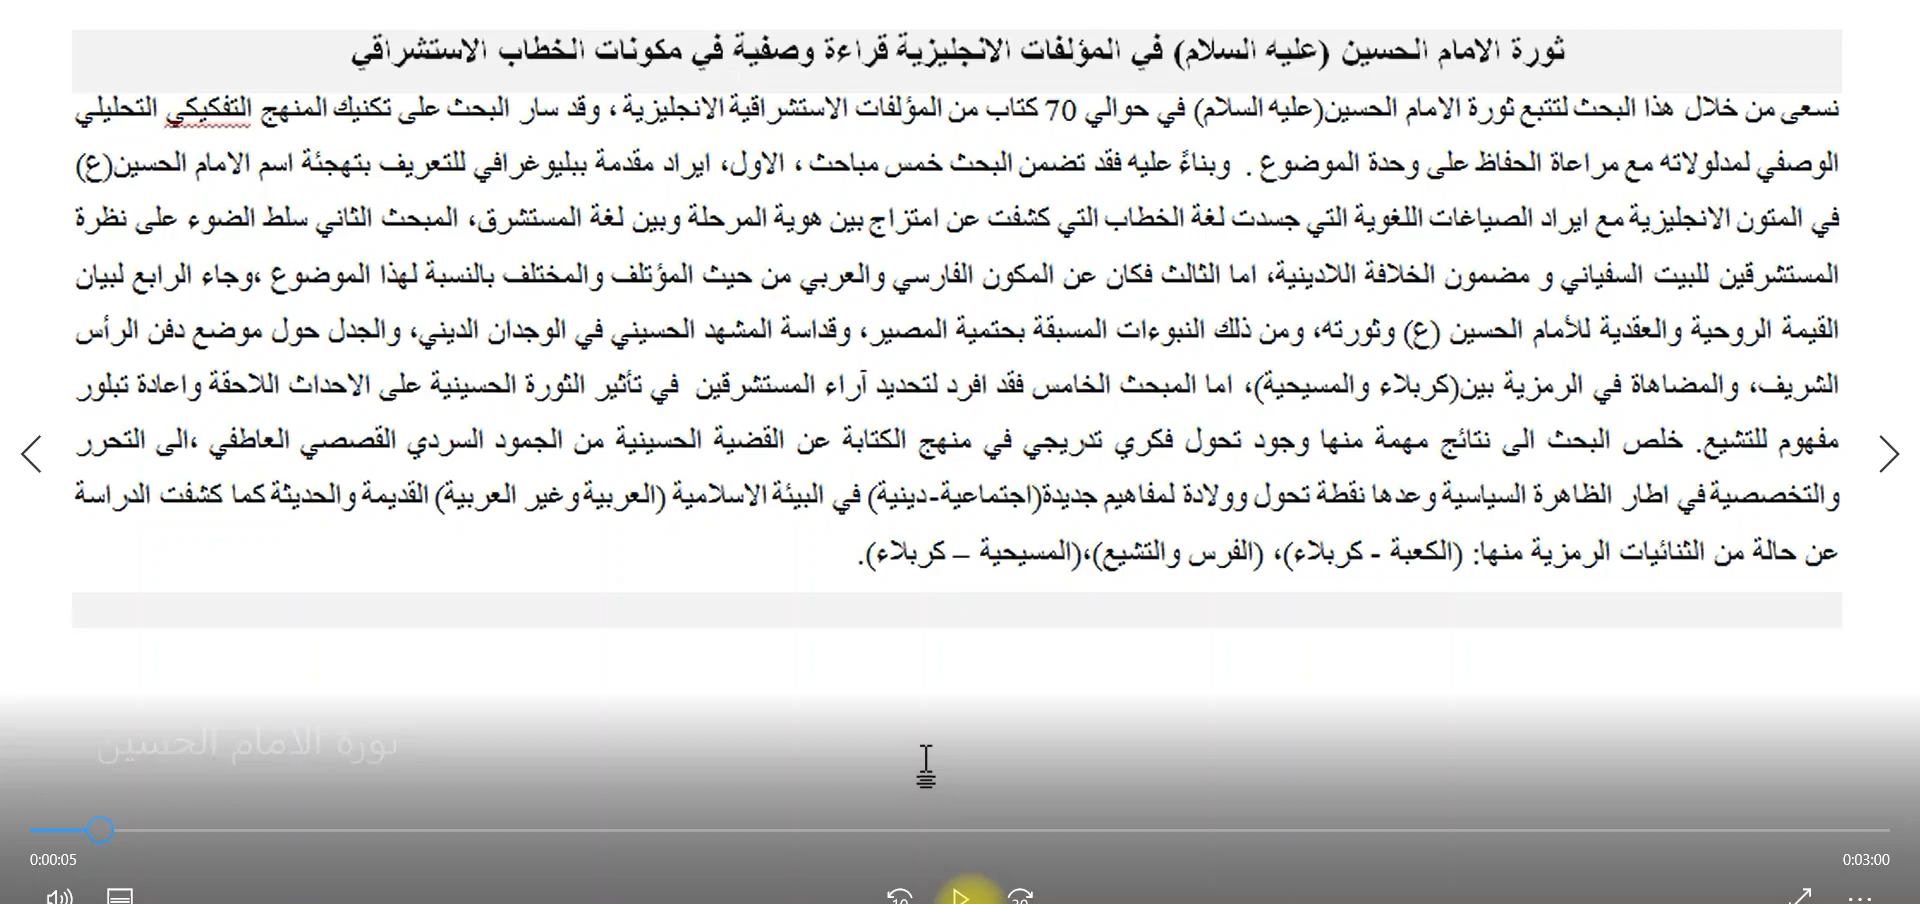 ثورة الامام الحسين (عليه السلام) في المؤلفات الانجليزية قراءة وصفية في مكونات الخطاب الاستشراقي
نسعى من خلال هذا البحث لتتبع ثورة الامام الحسين(عليه السلام) في حوالي 70 كتاب من المؤلفات الاستشراقية الانجليزية ، وقد سار البحث على تكنيك المنهج التفكيكي التحليلي
الوصفي لمدلولاته مع مراعاة الحفاظ على وحدة الموضوع . وبناءً عليه فقد تضمن البحث خمس مباحث ، الاول، ايراد مقدمة ببليوغرافي للتعريف بتهجئة اسم الامام الحسين(ع)
في المتون الانجليزية مع ايراد الصياغات اللغوية التي جسدت لغة الخطاب التي كشفت عن امتزاج بين هوية المرحلة وبين لغة المستشرق، المبحث الثاني سلط الضوء على نظرة
المستشرقين للبيت السفياني و مضمون الخلافة اللادينية، اما الثالث فكان عن المكون الفارسي والعربي من حيث المؤتلف والمختلف بالنسبة لهذا الموضوع ،وجاء الرابع لبيان
القيمة الروحية والعقدية للأمام الحسين (ع) وثورته، ومن ذلك النبوءات المسبقة بحتمية المصير، وقداسة المشهد الحسيني في الوجدان الديني، والجدل حول موضع دفن الرأس
الشريف، والمضاهاة في الرمزية بين(كربلاء والمسيحية)، اما المبحث الخامس فقد افرد لتحديد آراء المستشرقين في تأثير الثورة الحسينية على الاحداث اللاحقة واعادة تبلور
مفهوم للتشيع. خلص البحث الى نتائج مهمة منها وجود تحول فكري تدريجي في منهج الكتابة عن القضية الحسينية من الجمود السردي القصصي العاطفي ،الى التحرر
والتخصصية في اطار الظاهرة السياسية وعدها نقطة تحول وولادة لمفاهيم جديدة(اجتماعية-دينية) في البيئة الاسلامية (العربية وغير العربية) القديمة والحديثة كما كشفت الدراسة
عن حالة من الثنائيات الرمزية منها: (الكعبة - كربلاء)، (الفرس والتشيع)،(المسيحية – كربلاء).
ثورة الامام الحسين
0:00:05
0:03:00
10
30